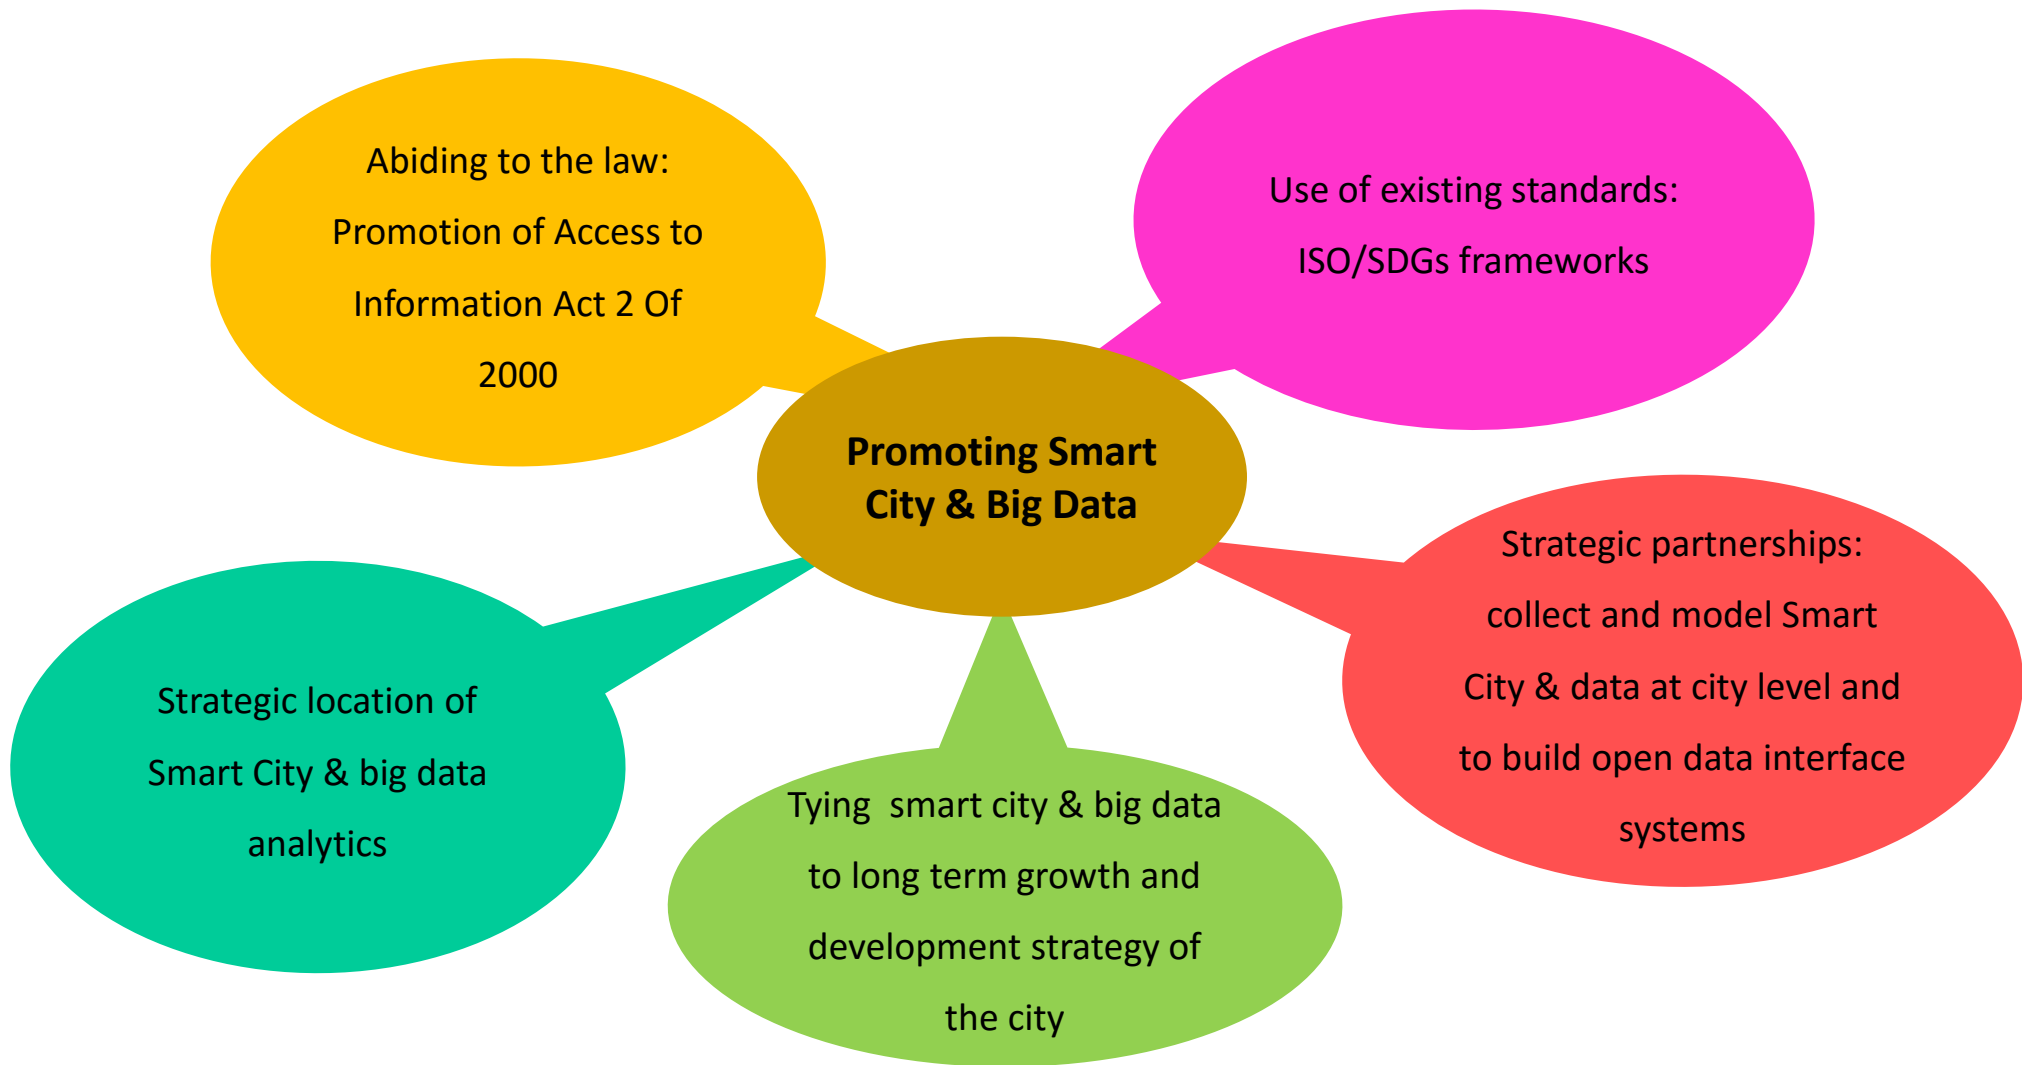 Abiding to the law:
Promotion of Access to
Information Act 2 Of
2000
Use of existing standards:
ISO/SDGs frameworks
Promoting Smart
City & Big Data
Strategic partnerships:
collect and model Smart
City & data at city level and
to build open data interface
systems
Strategic location of
Smart City & big data
analytics
Tying  smart city & big data
to long term growth and
development strategy of
the city